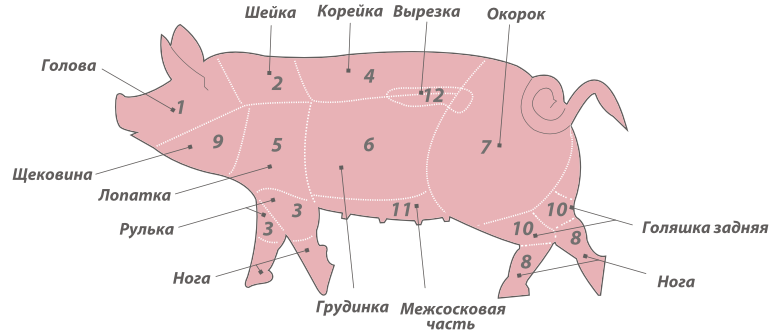 Шейка
Корейка
Вырезка
Окорок
Голова
4
2
12
1
9
5
6
7
Щековина
Лопатка
3
11
10
Рулька
3
10
Голяшка задняя
8
8
Нога
Нога
Грудинка
Межсосковая
часть